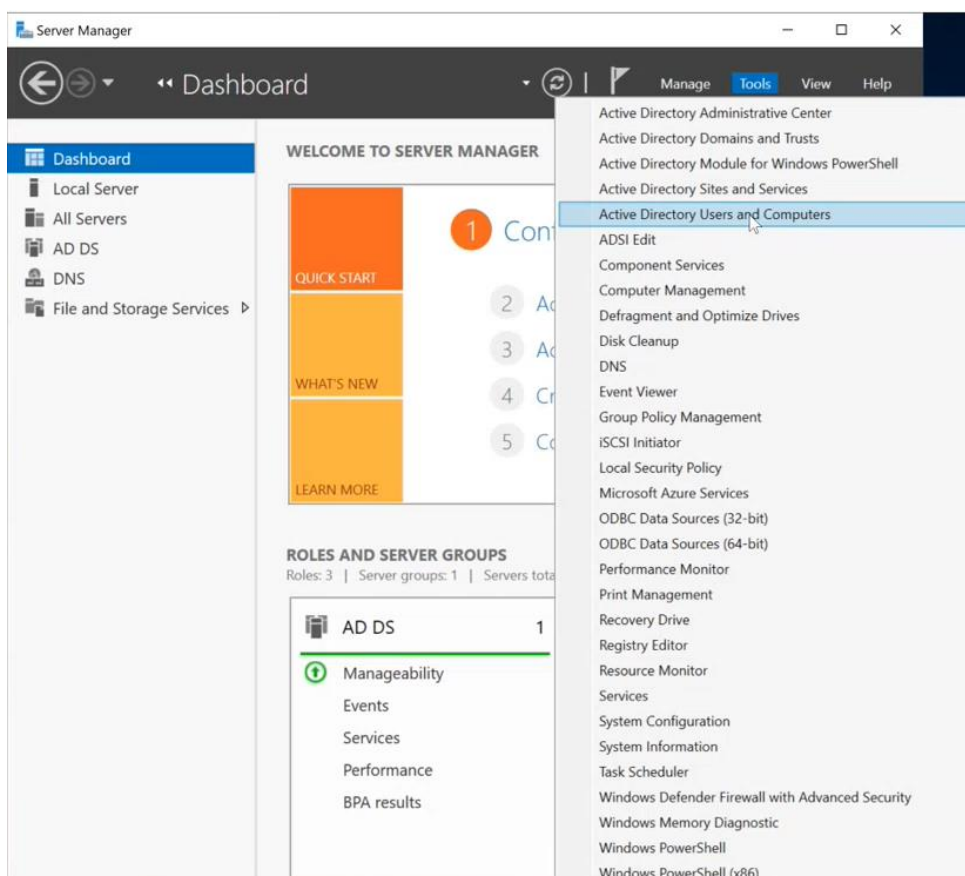 Server Manager
Dashboard
Manage Tools View Help
Dashboard
Local Server
All Servers
AD DS
DNS
File and Storage Services
WELCOME TO SERVER MANAGER
QUICK START
WHAT'S NEW
LEARN MORE
1
2
3
4
5
ROLES AND SERVER GROUPS
Roles: 3 | Server groups: 1 | Servers
AD DS 1
Manageability
Events
Services
Performance
BPA results
Active Directory Administrative Center
Active Directory Domains and Trusts
Active Directory Module for Windows PowerShell
Active Directory Sites and Services
Active Directory Users and Computers
ADSI Edit
Component Services
Computer Management
Defragment and Optimize Drives
Disk Cleanup
DNS
Event Viewer
Group Policy Management
iSCSI Initiator
Local Security Policy
Microsoft Azure Services
ODBC Data Sources (32-bit)
ODBC Data Sources (64-bit)
Performance Monitor
Print Management
Recovery Drive
Registry Editor
Resource Monitor
Services
System Configuration
System Information
Task Scheduler
Windows Defender Firewall with Advanced Security
Windows Memory Diagnostic
Windows PowerShell
Windows PowerShell (x86)